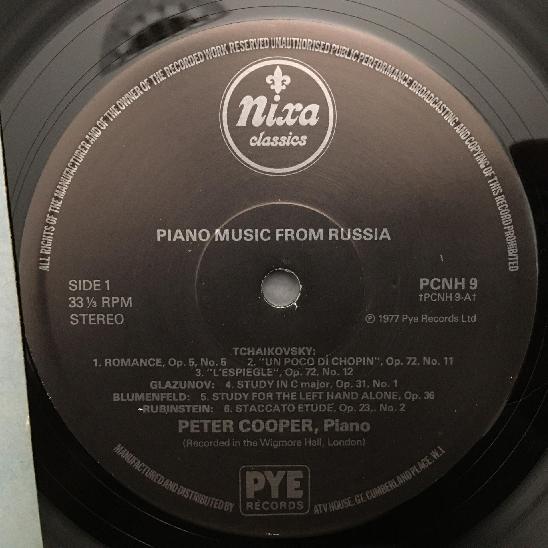 ALL RIGHTS OF THE MANUFACTURER AND OF THE OWNER OF THE RECORDED WORK RESERVED UNAUTHORISED PUBLIC PERFORMANCE BROADCASTING AND COPYING OF THIS RECORD PROHIBITED
Nixa
classics
PIANO MUSIC FROM RUSSIA
SIDE 1
33 ⅓ RPM
STEREO
PCNH 9
†PCNH 9-A†
℗ 1977 Pye Records Ltd
TCHAIKOVSKY:
1. ROMANCE, Op. 5, No. 6 2. "UN POCO DI CHOPIN", Op. 72, No. 11
3. "L'ESPIEGLE", Op. 72, No. 12
GLAZUNOV: 4. STUDY IN C major, Op. 31, No. 1
BLUMENFELD: 5. STUDY FOR THE LEFT HAND ALONE, Op. 36
RUBINSTEIN: 6. STACCATO ETUDE, Op. 23,. No. 2
PETER COOPER, Piano
(Recorded in the Wigmore Hall, London)
MANUFACTURED AND DISTRIBUTED BY
PYE
RECORDS
ATV HOUSE, GT. CUMBERLAND PLACE, W.1